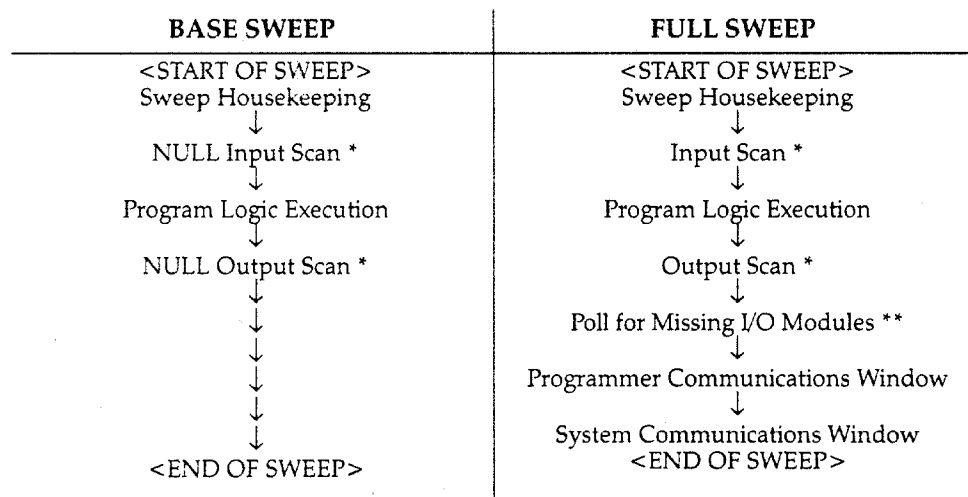 BASE SWEEP
<START OF SWEEP>
Sweep Housekeeping
↓
NULL Input Scan *
↓
Program Logic Execution
↓
NULL Output Scan *
↓
↓
↓
↓
↓
↓
<END OF SWEEP>
FULL SWEEP
<START OF SWEEP>
Sweep Housekeeping
↓
Input Scan *
↓
Program Logic Execution
↓
Output Scan *
↓
Poll for Missing I/O Modules **
↓
Programmer Communications Window
↓
System Communications Window
<END OF SWEEP>